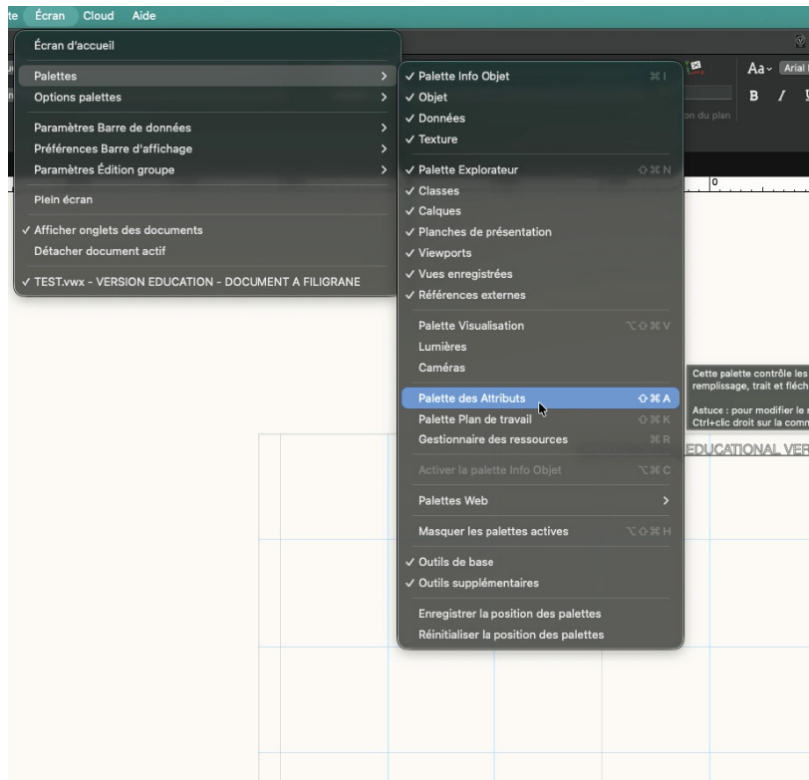 te Écran Cloud Aide
Écran d'accueil
Palettes
Options palettes
Paramètres Barre de données
Préférences Barre d'affichage
Paramètres Édition groupe
Plein écran
✓ Afficher onglets des documents
Détacher document actif
✓ TEST.vwx - VERSION EDUCATION - DOCUMENT A FILIGRANE
✓ Palette Info Objet ⌘ I
✓ Objet
✓ Données
✓ Texture
✓ Palette Explorateur ⇧ ⌘ N
✓ Classes
✓ Calques
✓ Planches de présentation
✓ Viewports
✓ Vues enregistrées
✓ Références externes
Palette Visualisation ⌥ ⇧ ⌘ V
Lumières
Caméras
Palette des Attributs ⇧ ⌘ A
Palette Plan de travail ⇧ ⌘ K
Gestionnaire des ressources ⌘ R
Activer la palette Info Objet ⌥ ⌘ C
Palettes Web
Masquer les palettes actives ⌥ ⇧ ⌘ H
✓ Outils de base
✓ Outils supplémentaires
Enregistrer la position des palettes
Réinitialiser la position des palettes
Aa Arial
B I U
on du plan
0
Cette palette contrôle les
remplissage, trait et fléch
Astuce : pour modifier le
Ctrl+clic droit sur la comm
EDUCATIONAL VER